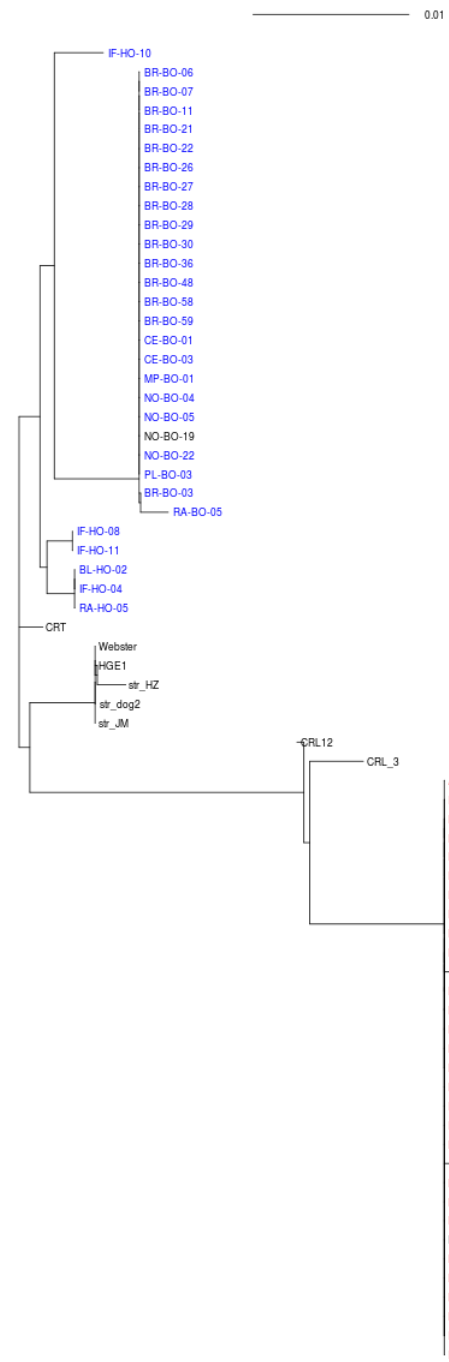 0.01
IF-HO-10
BR-BO-06
BR-BO-07
BR-BO-11
BR-BO-21
BR-BO-22
BR-BO-26
BR-BO-27
BR-BO-28
BR-BO-29
BR-BO-30
BR-BO-36
BR-BO-48
BR-BO-58
BR-BO-59
CE-BO-01
CE-BO-03
MP-BO-01
NO-BO-04
NO-BO-05
NO-BO-19
NO-BO-22
PL-BO-03
BR-BO-03
RA-BO-05
IF-HO-08
IF-HO-11
BL-HO-02
IF-HO-04
RA-HO-05
CRT
Webster
HGE1
str_HZ
str_dog2
str_JM
CRL12
CRL_3